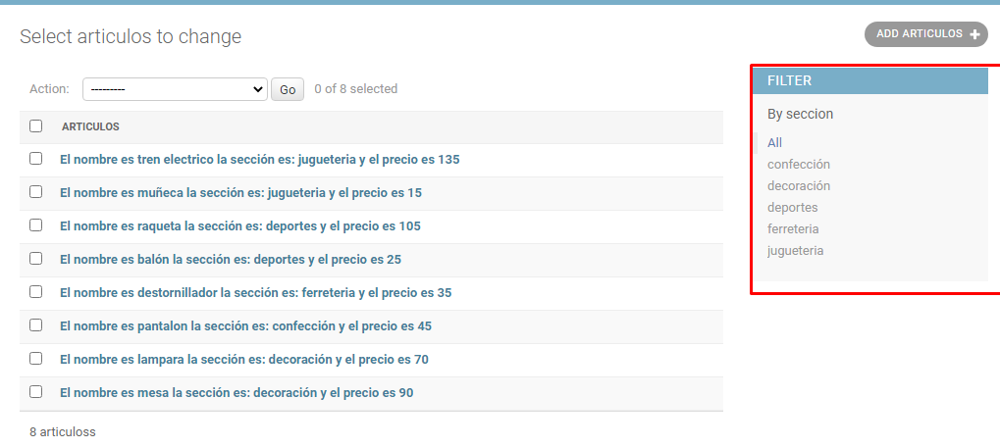 Select articulos to change
ADD ARTICULOS +
Action: --------- Go 0 of 8 selected
ARTICULOS
El nombre es tren electrico la sección es: jugueteria y el precio es 135
El nombre es muñeca la sección es: jugueteria y el precio es 15
El nombre es raqueta la sección es: deportes y el precio es 105
El nombre es balón la sección es: deportes y el precio es 25
El nombre es destornillador la sección es: ferreteria y el precio es 35
El nombre es pantalon la sección es: confección y el precio es 45
El nombre es lampara la sección es: decoración y el precio es 70
El nombre es mesa la sección es: decoración y el precio es 90
8 articuloss
FILTER
By seccion
All
confección
decoración
deportes
ferreteria
jugueteria